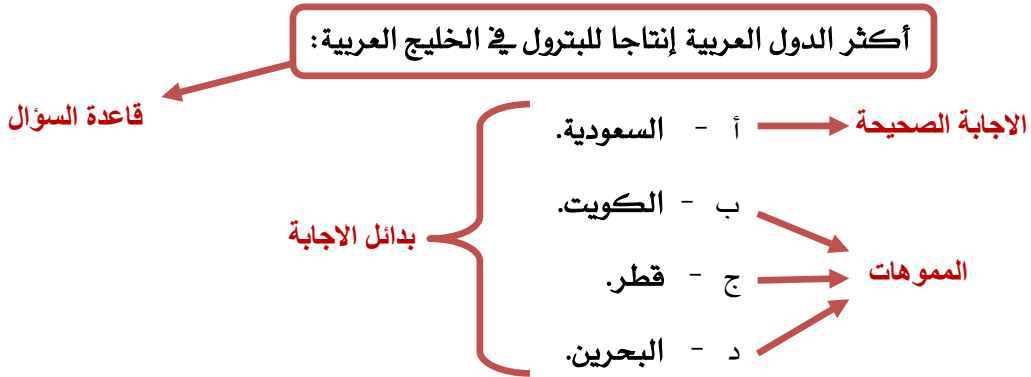 أكثر الدول العربية إنتاجا للبترول في الخليج العربية:
قاعدة السؤال
أ - السعودية.
الاجابة الصحيحة
ب - الكويت.
بدائل الاجابة
ج - قطر.
المموهات
د - البحرين.